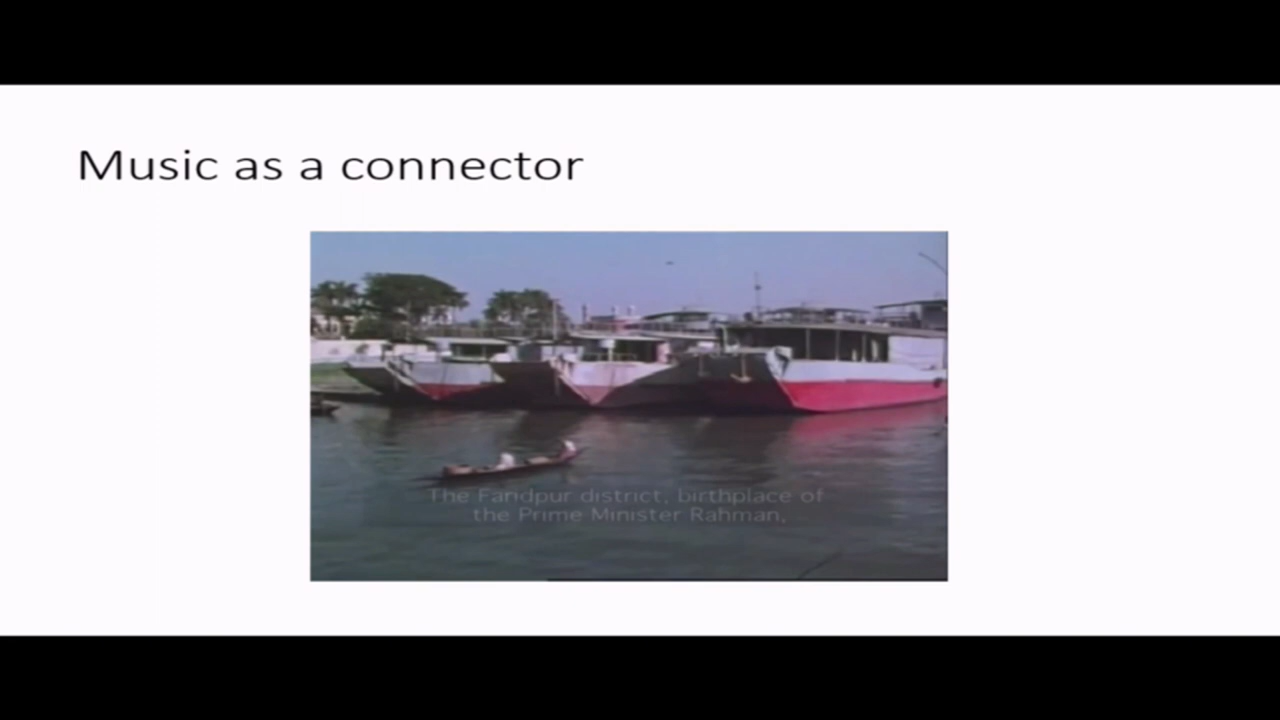 Music as a connector
The Faridpur district, birthplace of
the Prime Minister Rahman,